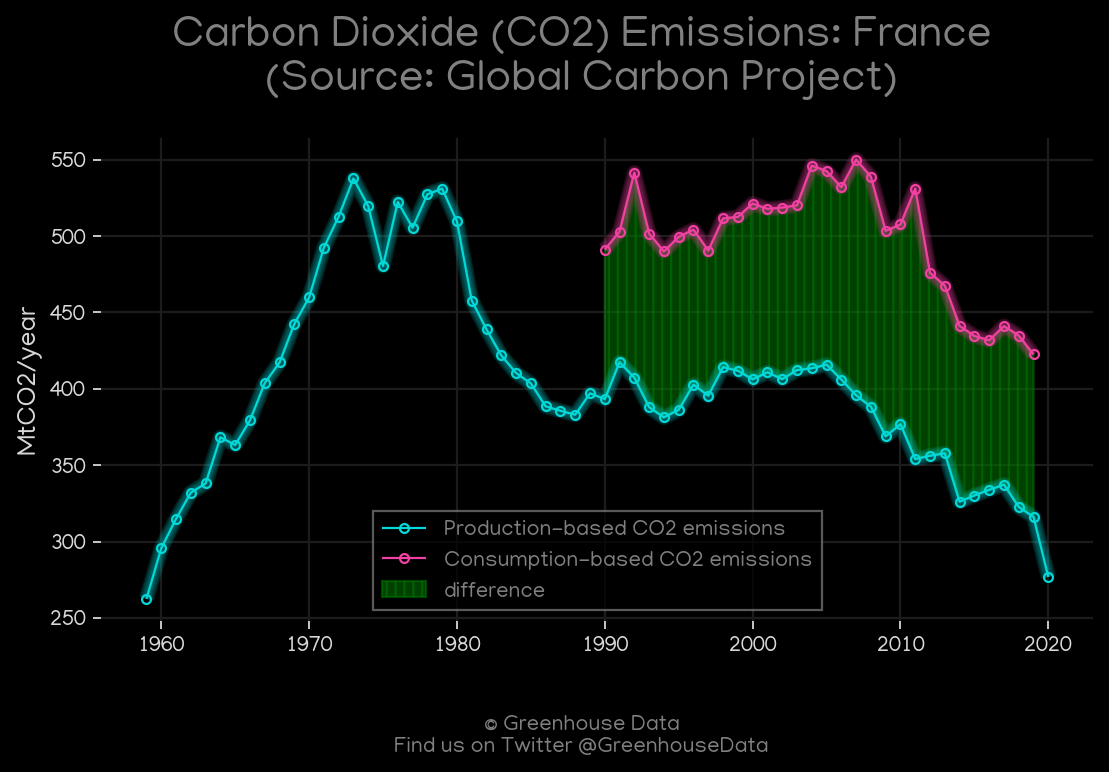 Carbon Dioxide (CO2) Emissions: France
(Source: Global Carbon Project)
MtCO2/year
550
500
450
400
350
300
250
1960 1970 1980 1990 2000 2010 2020
Production-based CO2 emissions
Consumption-based CO2 emissions
difference
© Greenhouse Data
Find us on Twitter @GreenhouseData